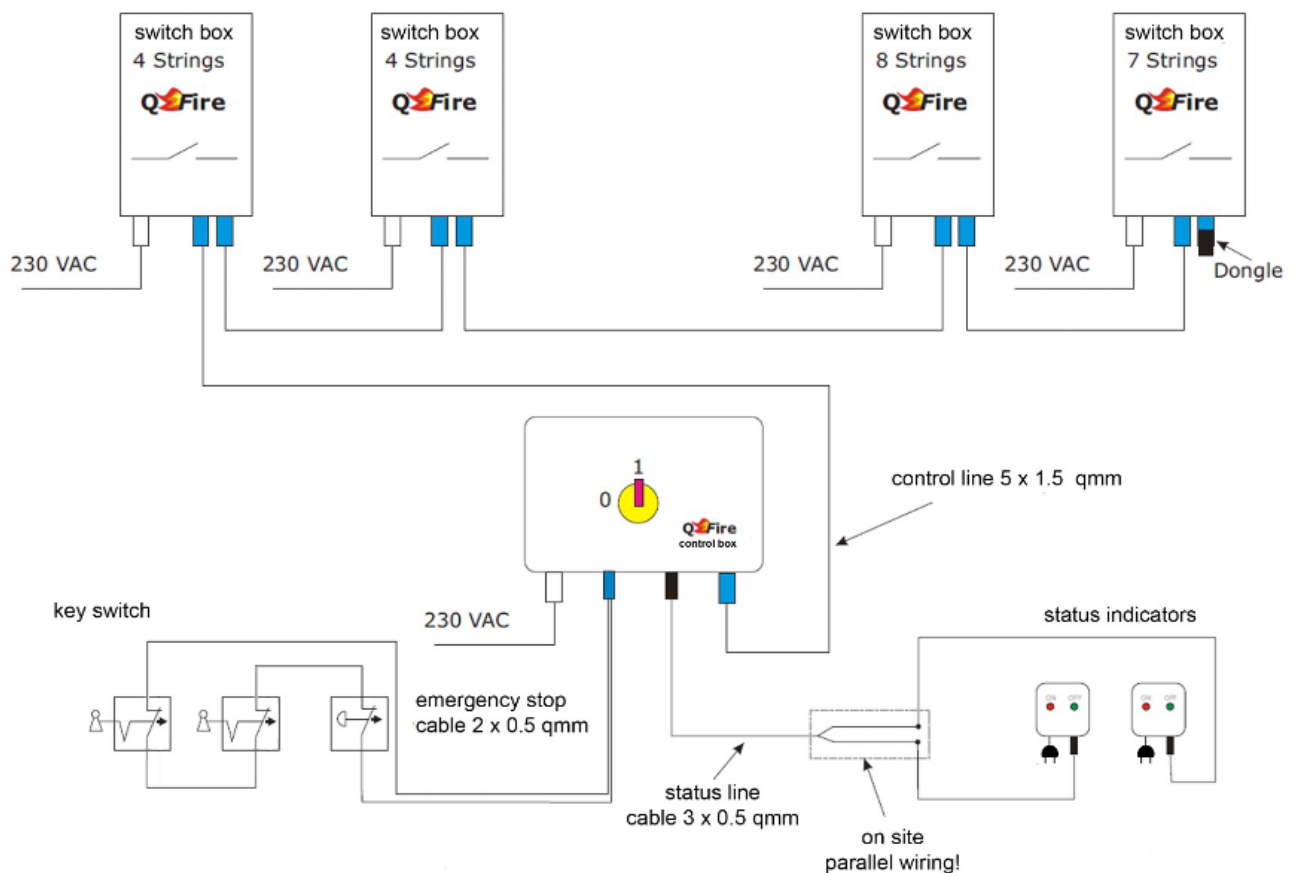 switch box
4 Strings
QFire
switch box
4 Strings
QFire
switch box
8 Strings
QFire
switch box
7 Strings
QFire
230 VAC
230 VAC
230 VAC
230 VAC
Dongle
1
0
QFire
control box
control line 5 x 1.5 qmm
230 VAC
key switch
status indicators
emergency stop
cable 2 x 0.5 qmm
ON OFF
ON OFF
status line
cable 3 x 0.5 qmm
on site
parallel wiring!